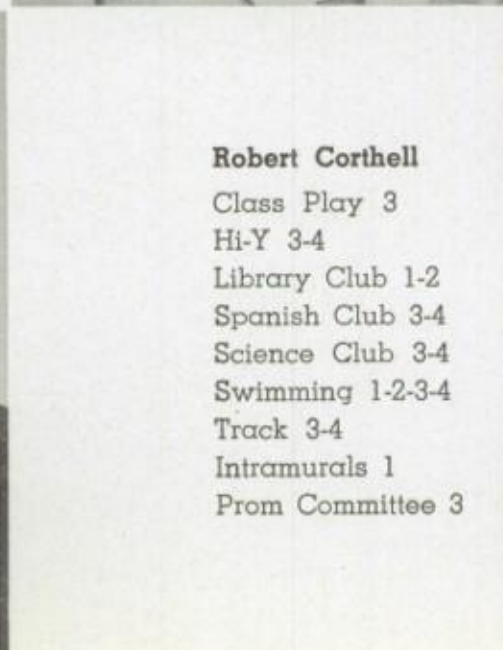 Robert Corthell
Class Play 3
Hi-Y 3-4
Library Club 1-2
Spanish Club 3-4
Science Club 3-4
Swimming 1-2-3-4
Track 3-4
Intramurals 1
Prom Committee 3